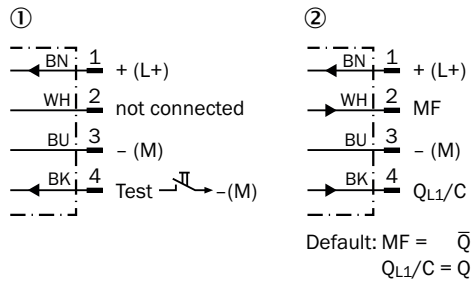 ① ②
BN 1 + (L+) BN 1 + (L+)
WH 2 not connected WH 2 MF
BU 3 – (M) BU 3 – (M)
BK 4 Test –(M) BK 4 QL1/C
Default: MF = Q̅
QL1/C = Q